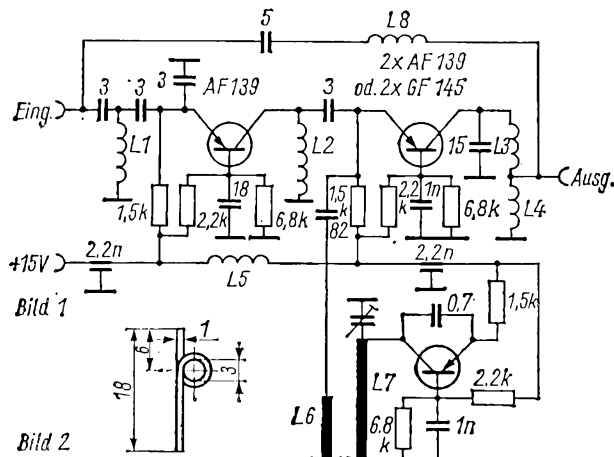 5
L8
2x AF 139
od. 2x GF 145
3
AF 139
3
3
3
Eing.
L1
L2
15
L3
Ausg.
18
1,5k
2,2k
6,8k
1,5
k
82
2,2
k
1n
6,8k
L4
+15V
2,2n
L5
2,2n
Bild 1
0,7
1,5k
1
6
18
3
L7
2,2k
L6
6,8
k
1n
Bild 2